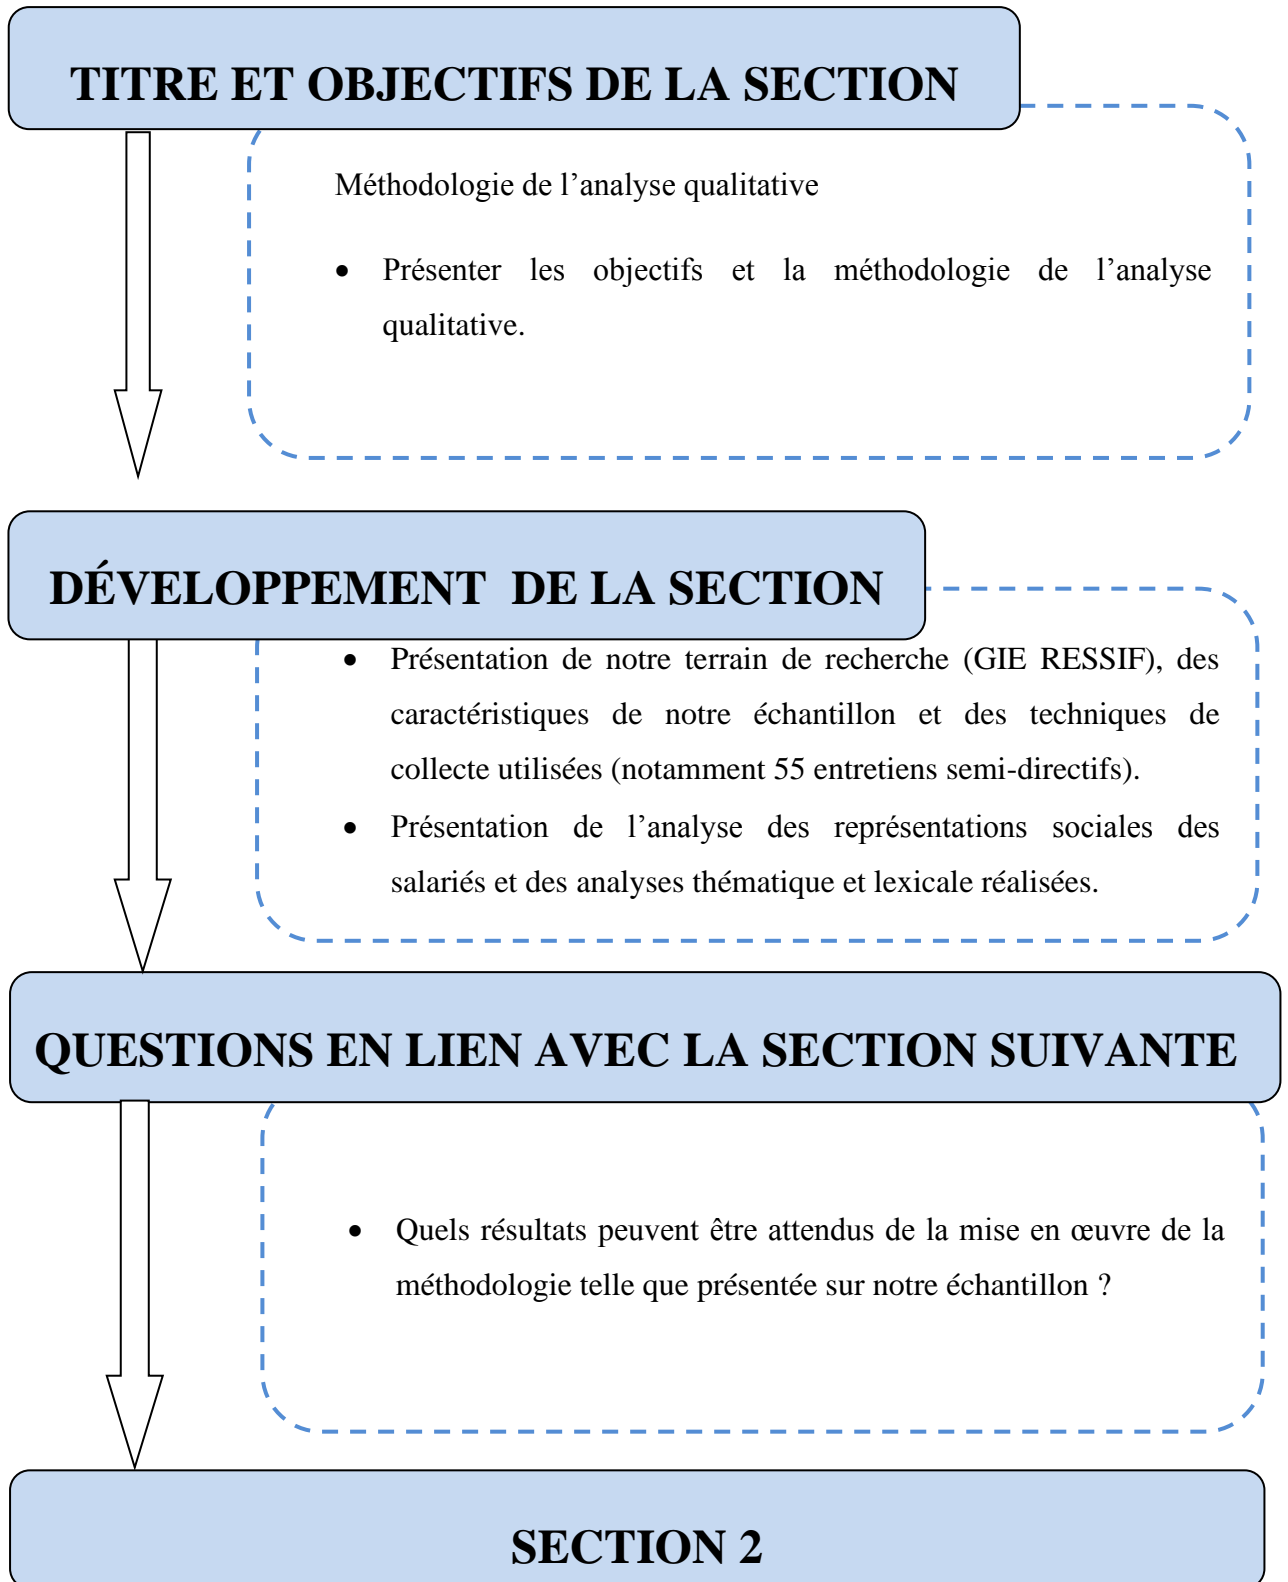 TITRE ET OBJECTIFS DE LA SECTION
Méthodologie de l’analyse qualitative
• Présenter les objectifs et la méthodologie de l’analyse
qualitative.
DÉVELOPPEMENT DE LA SECTION
• Présentation de notre terrain de recherche (GIE RESSIF), des
caractéristiques de notre échantillon et des techniques de
collecte utilisées (notamment 55 entretiens semi-directifs).
• Présentation de l’analyse des représentations sociales des
salariés et des analyses thématique et lexicale réalisées.
QUESTIONS EN LIEN AVEC LA SECTION SUIVANTE
• Quels résultats peuvent être attendus de la mise en œuvre de la
méthodologie telle que présentée sur notre échantillon ?
SECTION 2